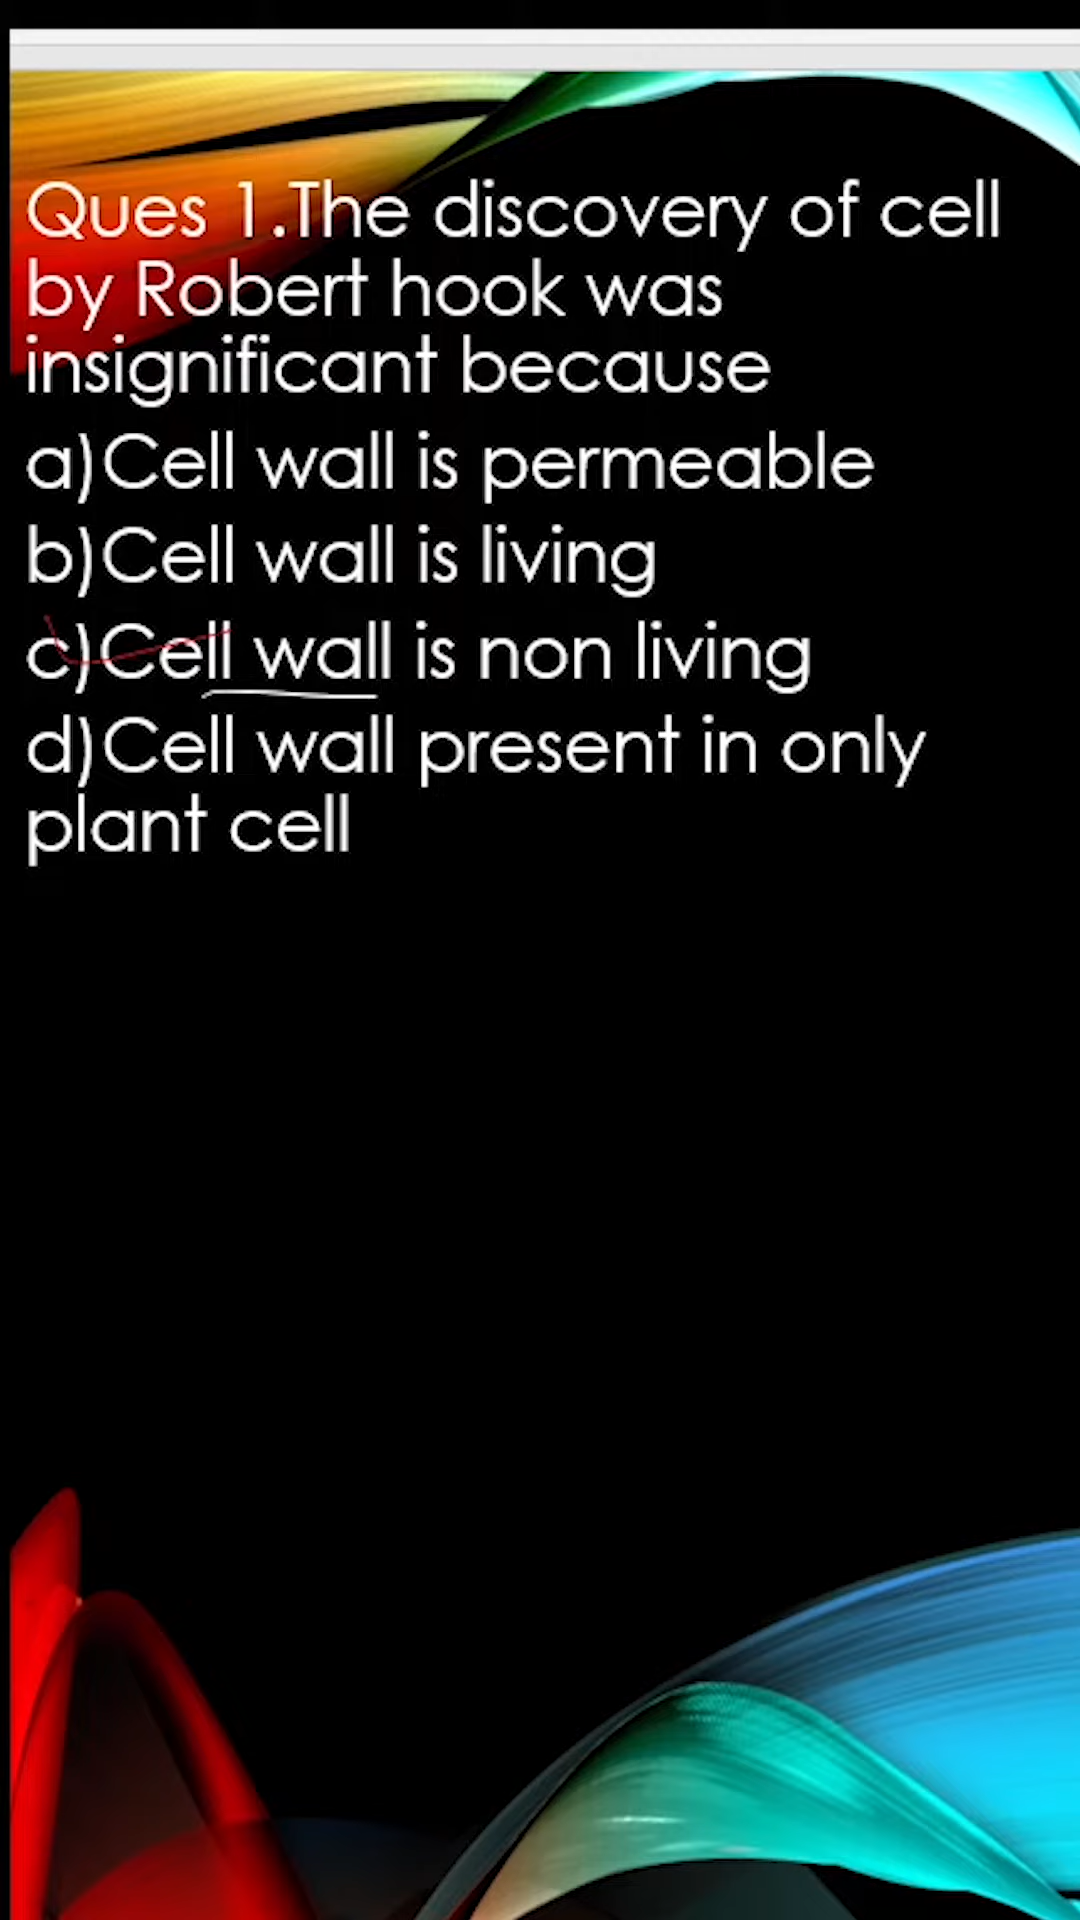 Ques 1.The discovery of cell
by Robert hook was
insignificant because
a)Cell wall is permeable
b)Cell wall is living
c)Cell wall is non living
d)Cell wall present in only
plant cell